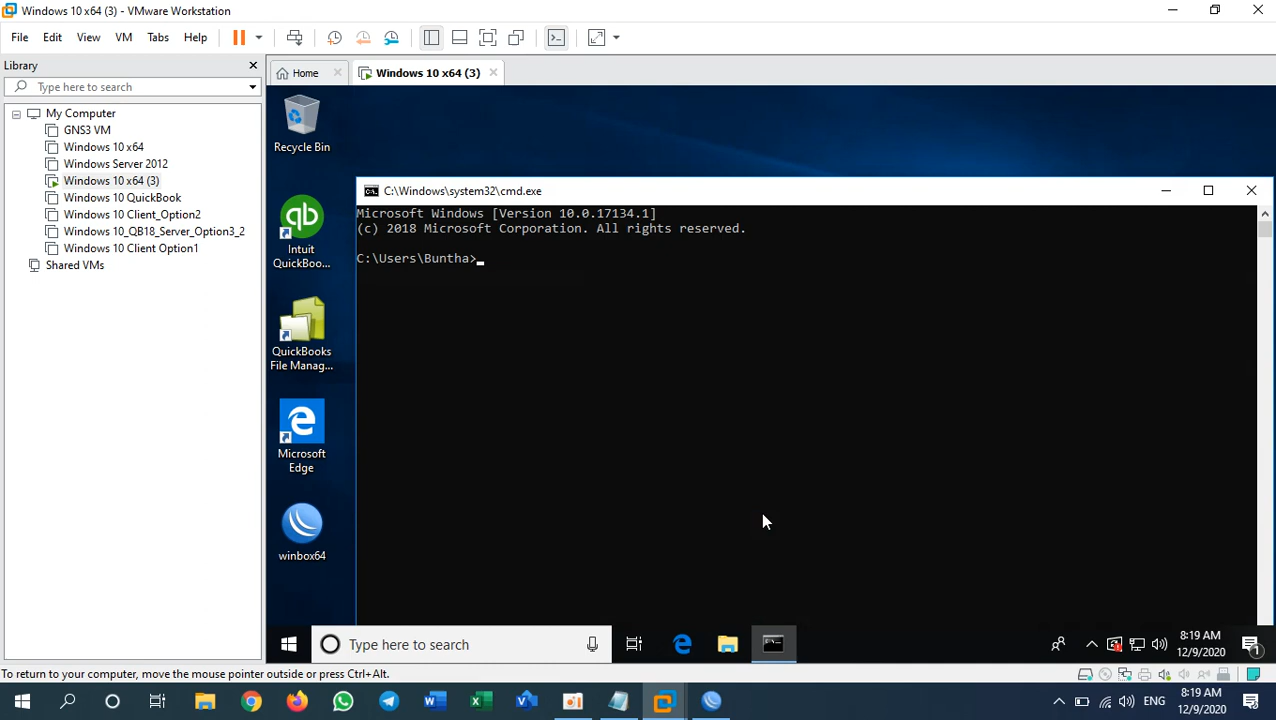 Windows 10 x64 (3) - VMware Workstation
File Edit View VM Tabs Help
Library
Type here to search
My Computer
GNS3 VM
Windows 10 x64
Windows Server 2012
Windows 10 x64 (3)
Windows 10 QuickBook
Windows 10 Client_Option2
Windows 10_QB18_Server_Option3_2
Windows 10 Client Option1
Shared VMs
Home
Windows 10 x64 (3)
Recycle Bin
qb
Intuit
QuickBoo...
QuickBooks
File Manag...
Microsoft
Edge
winbox64
C:\Windows\system32\cmd.exe
Microsoft Windows [Version 10.0.17134.1]
(c) 2018 Microsoft Corporation. All rights reserved.
C:\Users\Buntha>
Type here to search
8:19 AM
12/9/2020
1
To return to your computer, move the mouse pointer outside or press Ctrl+Alt.
ENG
8:19 AM
12/9/2020